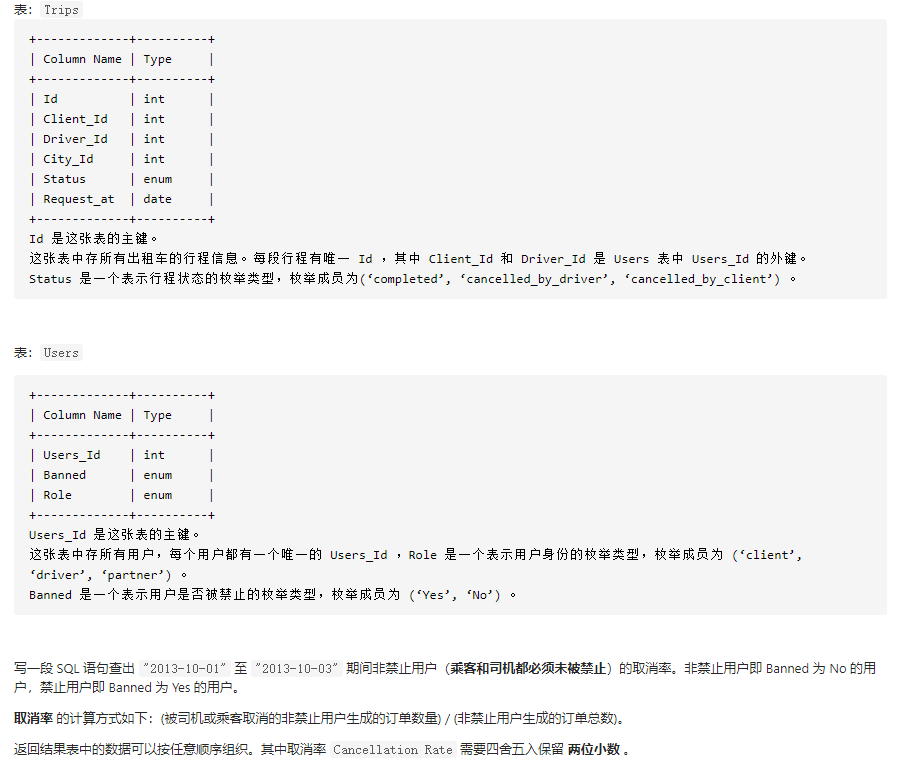 表：Trips
+-------------+----------+
| Column Name | Type     |
+-------------+----------+
| Id          | int      |
| Client_Id   | int      |
| Driver_Id   | int      |
| City_Id     | int      |
| Status      | enum     |
| Request_at  | date     |
+-------------+----------+
Id 是这张表的主键。
这张表中存所有出租车的行程信息。每段行程有唯一 Id ，其中 Client_Id 和 Driver_Id 是 Users 表中 Users_Id 的外键。
Status 是一个表示行程状态的枚举类型，枚举成员为(‘completed’, ‘cancelled_by_driver’, ‘cancelled_by_client’) 。
表：Users
+-------------+----------+
| Column Name | Type     |
+-------------+----------+
| Users_Id    | int      |
| Banned      | enum     |
| Role        | enum     |
+-------------+----------+
Users_Id 是这张表的主键。
这张表中存所有用户，每个用户都有一个唯一的 Users_Id ，Role 是一个表示用户身份的枚举类型，枚举成员为 (‘client’,
‘driver’, ‘partner’) 。
Banned 是一个表示用户是否被禁止的枚举类型，枚举成员为 (‘Yes’, ‘No’) 。
写一段 SQL 语句查出 "2013-10-01" 至 "2013-10-03" 期间非禁止用户（乘客和司机都必须未被禁止）的取消率。非禁止用户即 Banned 为 No 的用
户，禁止用户即 Banned 为 Yes 的用户。
取消率 的计算方式如下：(被司机或乘客取消的非禁止用户生成的订单数量) / (非禁止用户生成的订单总数)。
返回结果表中的数据可以按任意顺序组织。其中取消率 Cancellation Rate 需要四舍五入保留 两位小数 。